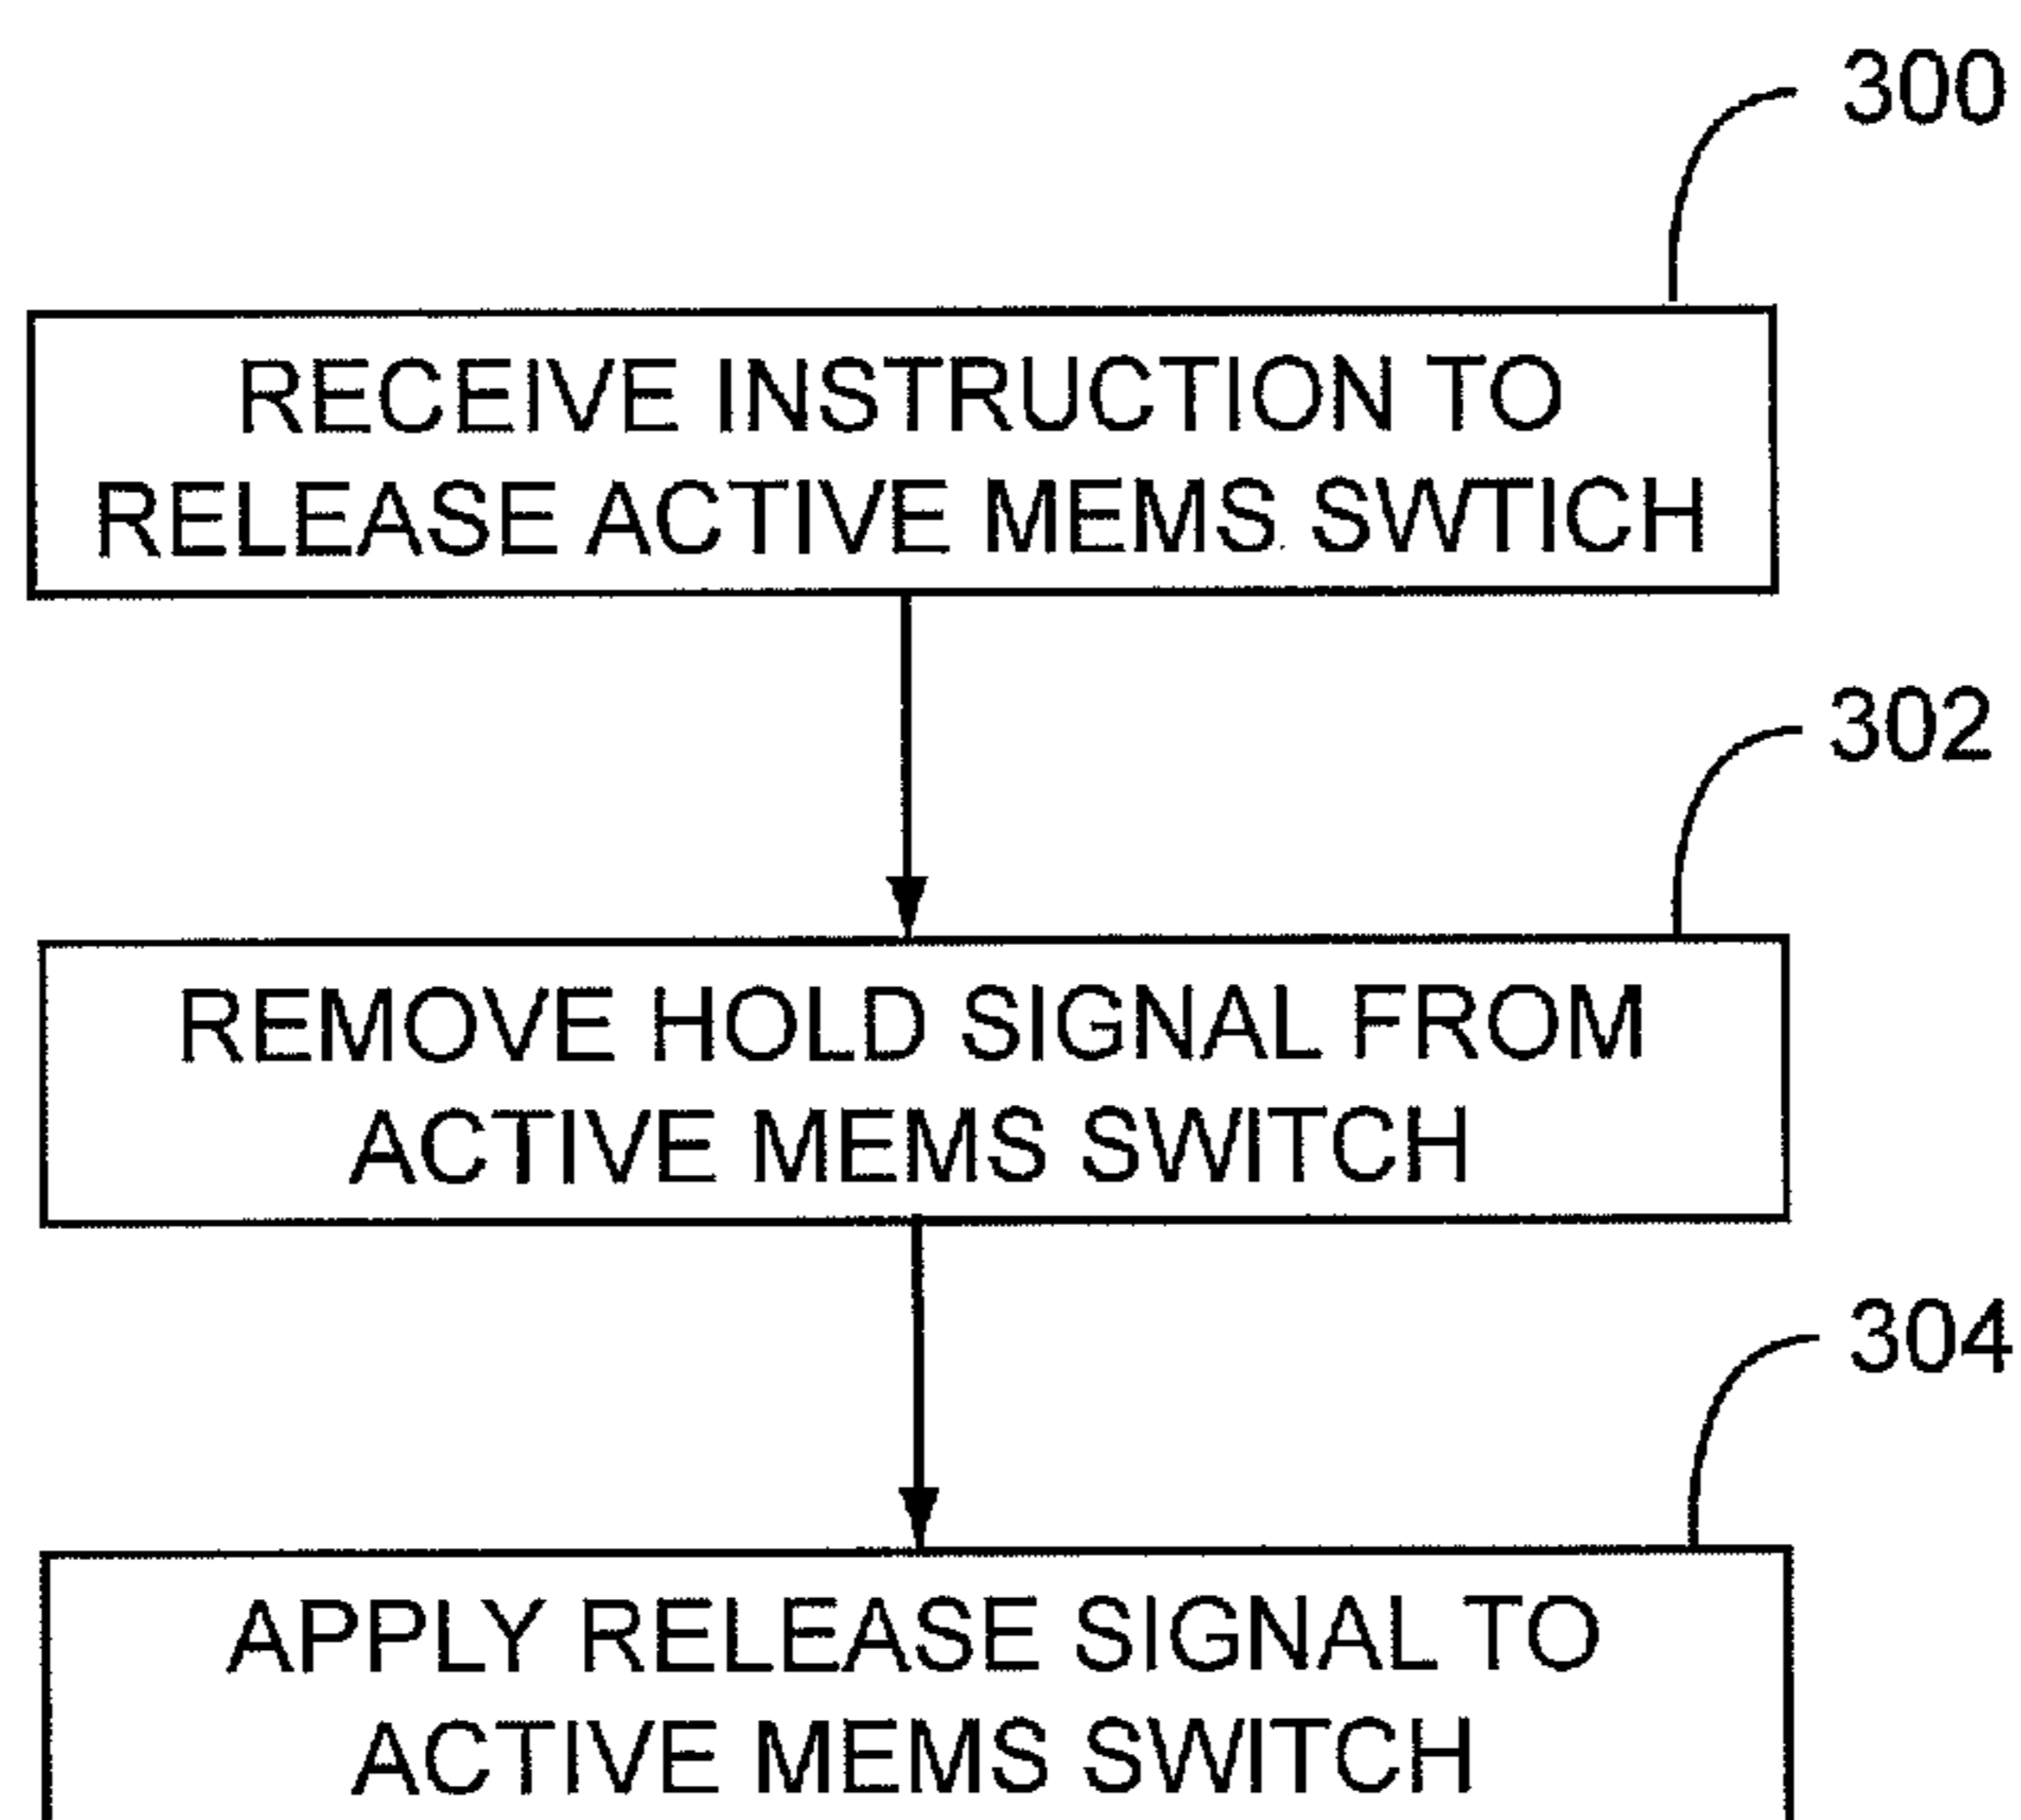 300
RECEIVE INSTRUCTION TO
RELEASE ACTIVE MEMS SWTICH
302
REMOVE HOLD SIGNAL FROM
ACTIVE MEMS SWITCH
304
APPLY RELEASE SIGNAL TO
ACTIVE MEMS SWITCH